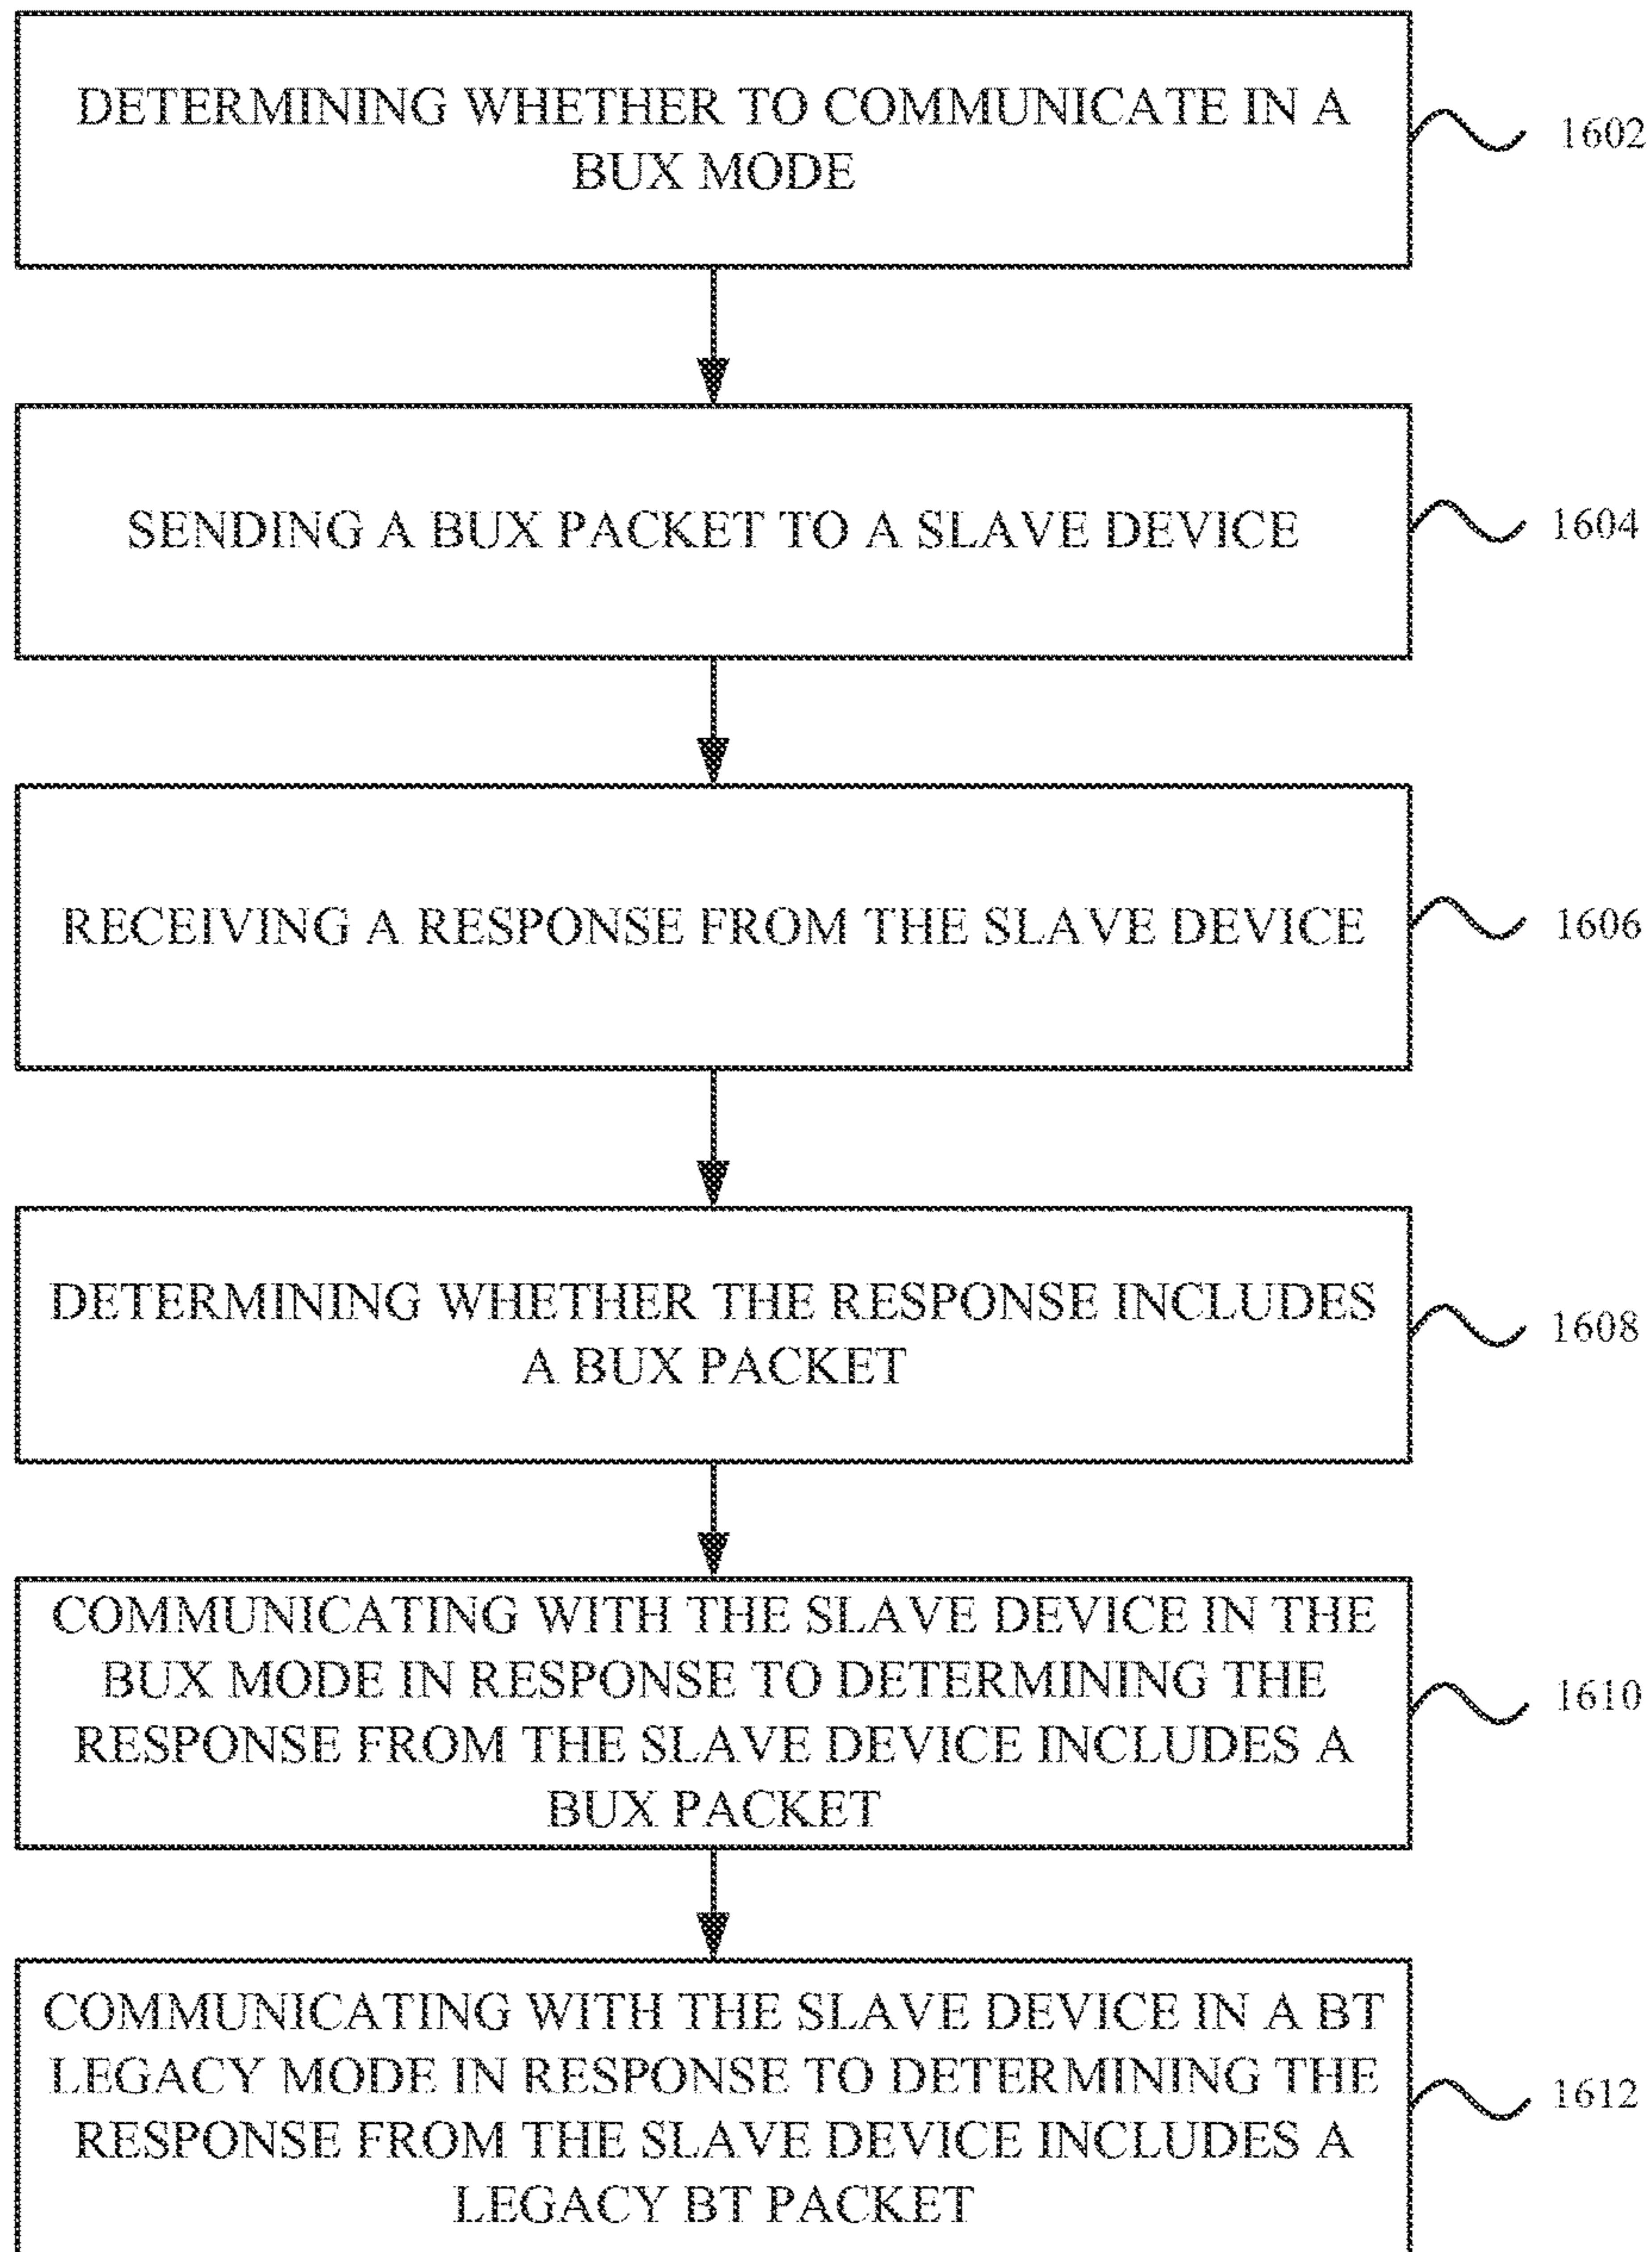 DETERMINING WHETHER TO COMMUNICATE IN A
BUX MODE
1602
SENDING A BUX PACKET TO A SLAVE DEVICE
1604
RECEIVING A RESPONSE FROM THE SLAVE DEVICE
1606
DETERMINING WHETHER THE RESPONSE INCLUDES
A BUX PACKET
1608
COMMUNICATING WITH THE SLAVE DEVICE IN THE
BUX MODE IN RESPONSE TO DETERMINING THE
RESPONSE FROM THE SLAVE DEVICE INCLUDES A
BUX PACKET
1610
COMMUNICATING WITH THE SLAVE DEVICE IN A BT
LEGACY MODE IN RESPONSE TO DETERMINING THE
RESPONSE FROM THE SLAVE DEVICE INCLUDES A
LEGACY BT PACKET
1612